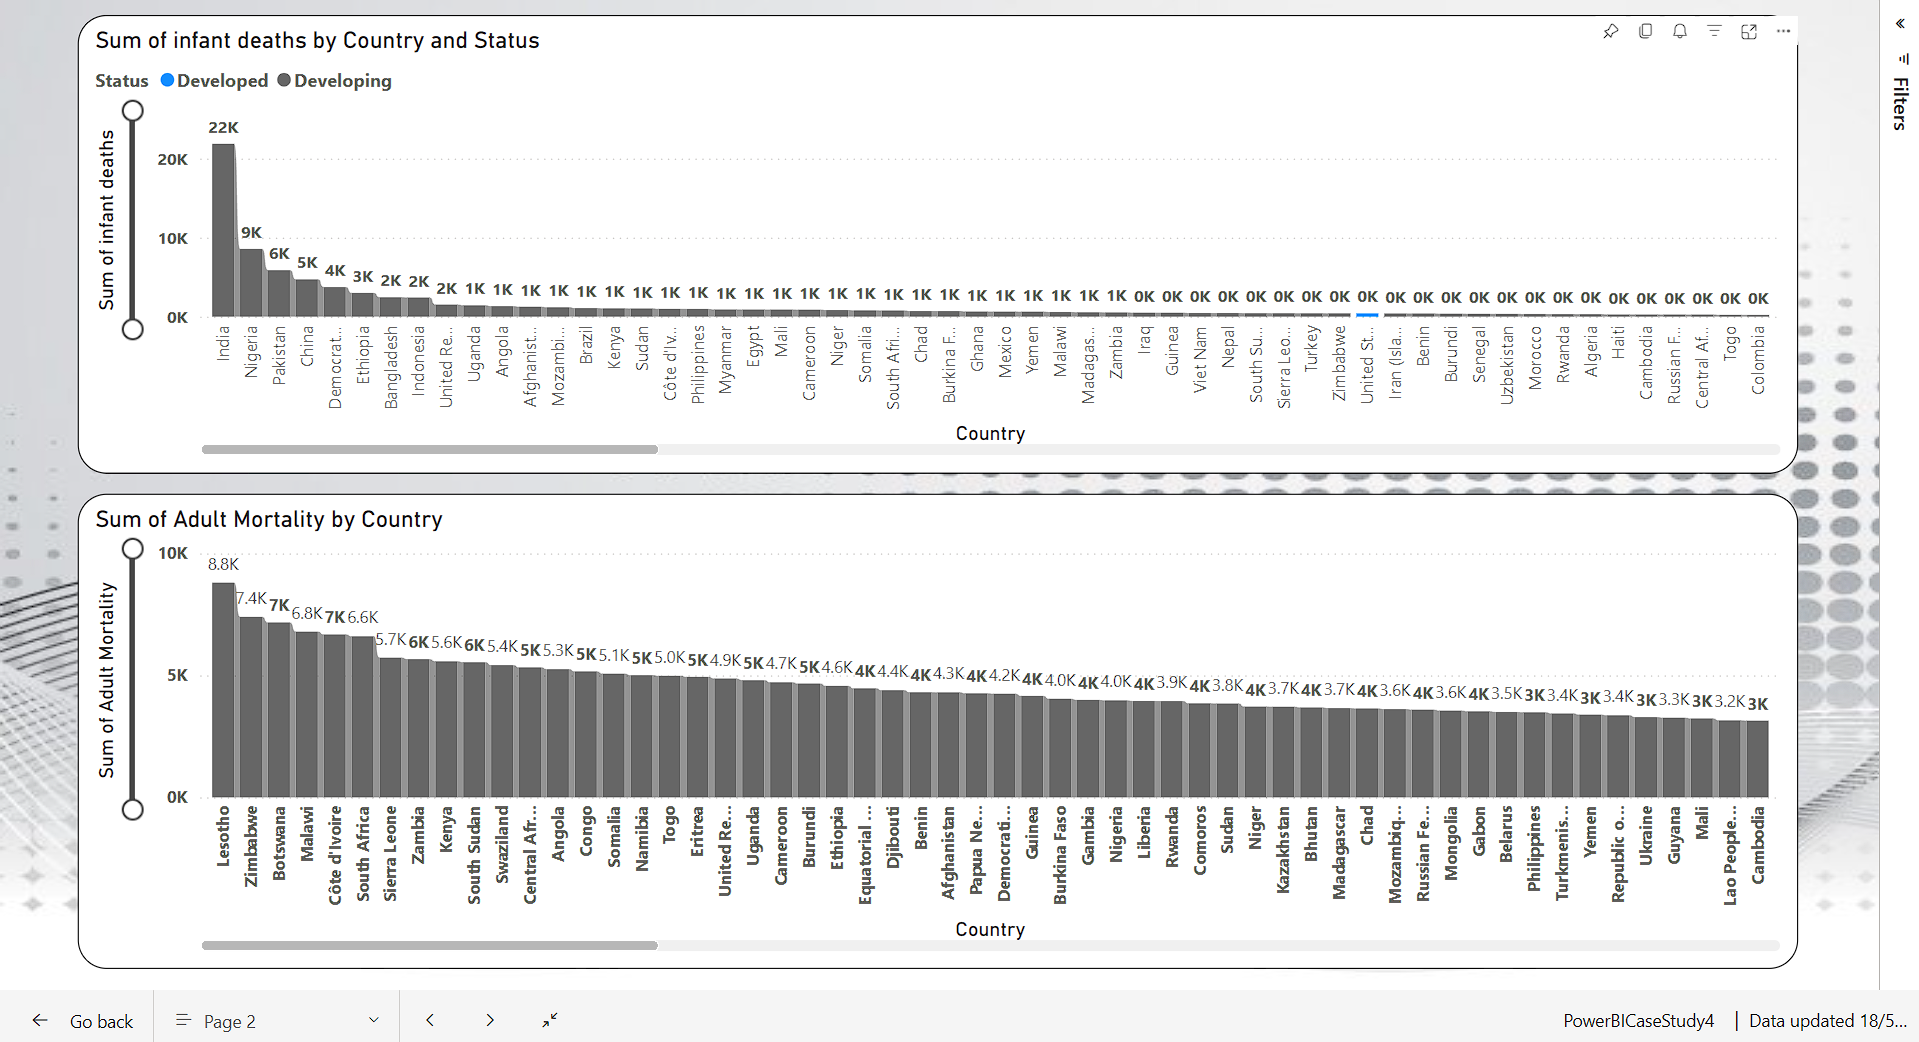 Sum of infant deaths by Country and Status
Status Developed Developing
Sum of infant deaths
20K
10K
0K
22K 9K 6K 5K 4K 3K 2K 2K 2K 1K 1K 1K 1K 1K 1K 1K 1K 1K 1K 1K 1K 1K 1K 1K 1K 1K 1K 1K 1K 1K 1K 1K 1K 0K 0K 0K 0K 0K 0K 0K 0K 0K 0K 0K 0K 0K 0K 0K 0K 0K 0K 0K 0K 0K 0K 0K
India
Nigeria
Pakistan
China
Democrat...
Ethiopia
Bangladesh
Indonesia
United Re...
Uganda
Angola
Afghanist...
Mozambi...
Brazil
Kenya
Sudan
Côte d'Iv...
Philippines
Myanmar
Egypt
Mali
Cameroon
Niger
Somalia
South Afri...
Chad
Burkina F...
Ghana
Mexico
Yemen
Malawi
Madagas...
Zambia
Iraq
Guinea
Viet Nam
Nepal
South Su...
Sierra Leo...
Turkey
Zimbabwe
United St...
Iran (Isla...
Benin
Burundi
Senegal
Uzbekistan
Morocco
Rwanda
Algeria
Haiti
Cambodia
Russian F...
Central Af...
Togo
Colombia
Country
Sum of Adult Mortality by Country
Sum of Adult Mortality
10K
5K
0K
8.8K 7.4K 7K 6.8K 7K 6.6K 5.7K 6K 5.6K 6K 5.4K 5K 5.3K 5K 5.1K 5K 5.0K 5K 4.9K 5K 4.7K 5K 4.6K 4K 4.4K 4K 4.3K 4K 4.2K 4K 4.0K 4K 4.0K 4K 3.9K 4K 3.8K 4K 3.7K 4K 3.7K 4K 3.6K 4K 3.6K 4K 3.5K 3K 3.4K 3K 3.4K 3K 3.3K 3K 3.2K 3K
Lesotho
Zimbabwe
Botswana
Malawi
Côte d'Ivoire
South Africa
Sierra Leone
Zambia
Kenya
South Sudan
Swaziland
Central Afr...
Angola
Congo
Somalia
Namibia
Togo
Eritrea
United Re...
Uganda
Cameroon
Burundi
Ethiopia
Equatorial ...
Djibouti
Benin
Afghanistan
Papua Ne...
Democrati...
Guinea
Burkina Faso
Gambia
Nigeria
Liberia
Rwanda
Comoros
Sudan
Niger
Kazakhstan
Bhutan
Madagascar
Chad
Mozambiq...
Russian Fe...
Mongolia
Gabon
Belarus
Philippines
Turkmenis...
Yemen
Republic o...
Ukraine
Guyana
Mali
Lao People...
Cambodia
Country
Filters
Go back
Page 2
PowerBICaseStudy4 | Data updated 18/5...